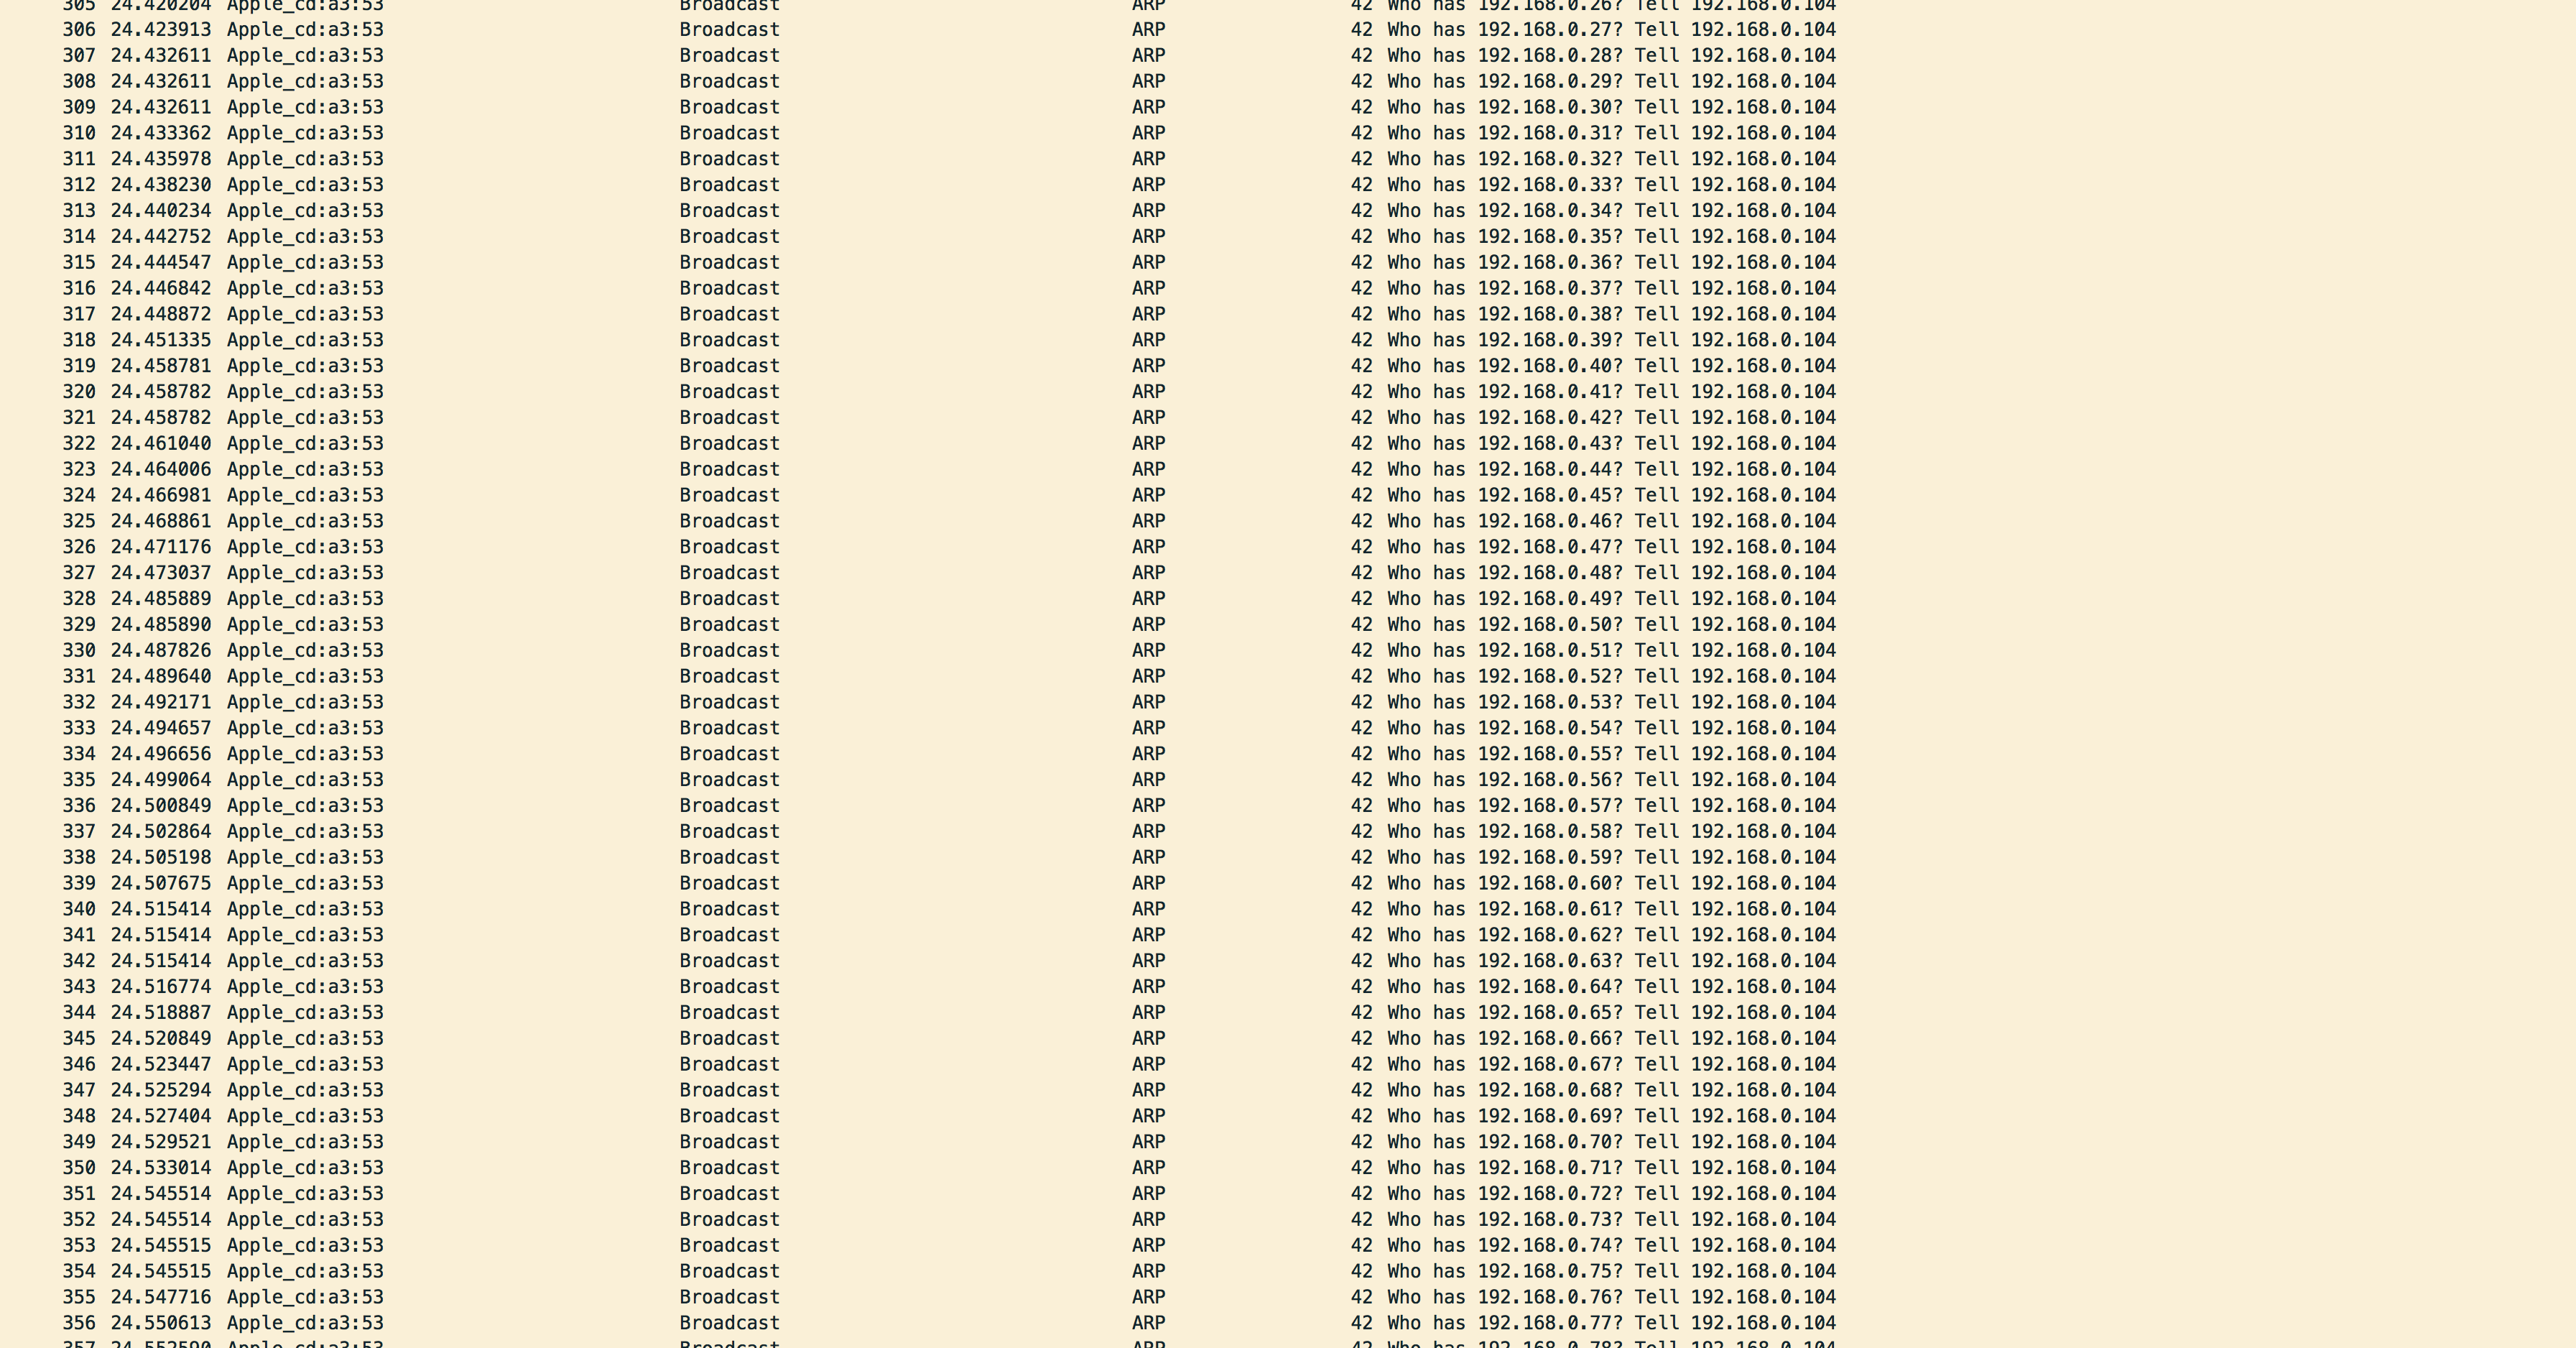 305 24.420204 Apple_cd:a3:53 Broadcast ARP 42 Who has 192.168.0.26? Tell 192.168.0.104
306 24.423913 Apple_cd:a3:53 Broadcast ARP 42 Who has 192.168.0.27? Tell 192.168.0.104
307 24.432611 Apple_cd:a3:53 Broadcast ARP 42 Who has 192.168.0.28? Tell 192.168.0.104
308 24.432611 Apple_cd:a3:53 Broadcast ARP 42 Who has 192.168.0.29? Tell 192.168.0.104
309 24.432611 Apple_cd:a3:53 Broadcast ARP 42 Who has 192.168.0.30? Tell 192.168.0.104
310 24.433362 Apple_cd:a3:53 Broadcast ARP 42 Who has 192.168.0.31? Tell 192.168.0.104
311 24.435978 Apple_cd:a3:53 Broadcast ARP 42 Who has 192.168.0.32? Tell 192.168.0.104
312 24.438230 Apple_cd:a3:53 Broadcast ARP 42 Who has 192.168.0.33? Tell 192.168.0.104
313 24.440234 Apple_cd:a3:53 Broadcast ARP 42 Who has 192.168.0.34? Tell 192.168.0.104
314 24.442752 Apple_cd:a3:53 Broadcast ARP 42 Who has 192.168.0.35? Tell 192.168.0.104
315 24.444547 Apple_cd:a3:53 Broadcast ARP 42 Who has 192.168.0.36? Tell 192.168.0.104
316 24.446842 Apple_cd:a3:53 Broadcast ARP 42 Who has 192.168.0.37? Tell 192.168.0.104
317 24.448872 Apple_cd:a3:53 Broadcast ARP 42 Who has 192.168.0.38? Tell 192.168.0.104
318 24.451335 Apple_cd:a3:53 Broadcast ARP 42 Who has 192.168.0.39? Tell 192.168.0.104
319 24.458781 Apple_cd:a3:53 Broadcast ARP 42 Who has 192.168.0.40? Tell 192.168.0.104
320 24.458782 Apple_cd:a3:53 Broadcast ARP 42 Who has 192.168.0.41? Tell 192.168.0.104
321 24.458782 Apple_cd:a3:53 Broadcast ARP 42 Who has 192.168.0.42? Tell 192.168.0.104
322 24.461040 Apple_cd:a3:53 Broadcast ARP 42 Who has 192.168.0.43? Tell 192.168.0.104
323 24.464006 Apple_cd:a3:53 Broadcast ARP 42 Who has 192.168.0.44? Tell 192.168.0.104
324 24.466981 Apple_cd:a3:53 Broadcast ARP 42 Who has 192.168.0.45? Tell 192.168.0.104
325 24.468861 Apple_cd:a3:53 Broadcast ARP 42 Who has 192.168.0.46? Tell 192.168.0.104
326 24.471176 Apple_cd:a3:53 Broadcast ARP 42 Who has 192.168.0.47? Tell 192.168.0.104
327 24.473037 Apple_cd:a3:53 Broadcast ARP 42 Who has 192.168.0.48? Tell 192.168.0.104
328 24.485889 Apple_cd:a3:53 Broadcast ARP 42 Who has 192.168.0.49? Tell 192.168.0.104
329 24.485890 Apple_cd:a3:53 Broadcast ARP 42 Who has 192.168.0.50? Tell 192.168.0.104
330 24.487826 Apple_cd:a3:53 Broadcast ARP 42 Who has 192.168.0.51? Tell 192.168.0.104
331 24.489640 Apple_cd:a3:53 Broadcast ARP 42 Who has 192.168.0.52? Tell 192.168.0.104
332 24.492171 Apple_cd:a3:53 Broadcast ARP 42 Who has 192.168.0.53? Tell 192.168.0.104
333 24.494657 Apple_cd:a3:53 Broadcast ARP 42 Who has 192.168.0.54? Tell 192.168.0.104
334 24.496656 Apple_cd:a3:53 Broadcast ARP 42 Who has 192.168.0.55? Tell 192.168.0.104
335 24.499064 Apple_cd:a3:53 Broadcast ARP 42 Who has 192.168.0.56? Tell 192.168.0.104
336 24.500849 Apple_cd:a3:53 Broadcast ARP 42 Who has 192.168.0.57? Tell 192.168.0.104
337 24.502864 Apple_cd:a3:53 Broadcast ARP 42 Who has 192.168.0.58? Tell 192.168.0.104
338 24.505198 Apple_cd:a3:53 Broadcast ARP 42 Who has 192.168.0.59? Tell 192.168.0.104
339 24.507675 Apple_cd:a3:53 Broadcast ARP 42 Who has 192.168.0.60? Tell 192.168.0.104
340 24.515414 Apple_cd:a3:53 Broadcast ARP 42 Who has 192.168.0.61? Tell 192.168.0.104
341 24.515414 Apple_cd:a3:53 Broadcast ARP 42 Who has 192.168.0.62? Tell 192.168.0.104
342 24.515414 Apple_cd:a3:53 Broadcast ARP 42 Who has 192.168.0.63? Tell 192.168.0.104
343 24.516774 Apple_cd:a3:53 Broadcast ARP 42 Who has 192.168.0.64? Tell 192.168.0.104
344 24.518887 Apple_cd:a3:53 Broadcast ARP 42 Who has 192.168.0.65? Tell 192.168.0.104
345 24.520849 Apple_cd:a3:53 Broadcast ARP 42 Who has 192.168.0.66? Tell 192.168.0.104
346 24.523447 Apple_cd:a3:53 Broadcast ARP 42 Who has 192.168.0.67? Tell 192.168.0.104
347 24.525294 Apple_cd:a3:53 Broadcast ARP 42 Who has 192.168.0.68? Tell 192.168.0.104
348 24.527404 Apple_cd:a3:53 Broadcast ARP 42 Who has 192.168.0.69? Tell 192.168.0.104
349 24.529521 Apple_cd:a3:53 Broadcast ARP 42 Who has 192.168.0.70? Tell 192.168.0.104
350 24.533014 Apple_cd:a3:53 Broadcast ARP 42 Who has 192.168.0.71? Tell 192.168.0.104
351 24.545514 Apple_cd:a3:53 Broadcast ARP 42 Who has 192.168.0.72? Tell 192.168.0.104
352 24.545514 Apple_cd:a3:53 Broadcast ARP 42 Who has 192.168.0.73? Tell 192.168.0.104
353 24.545515 Apple_cd:a3:53 Broadcast ARP 42 Who has 192.168.0.74? Tell 192.168.0.104
354 24.545515 Apple_cd:a3:53 Broadcast ARP 42 Who has 192.168.0.75? Tell 192.168.0.104
355 24.547716 Apple_cd:a3:53 Broadcast ARP 42 Who has 192.168.0.76? Tell 192.168.0.104
356 24.550613 Apple_cd:a3:53 Broadcast ARP 42 Who has 192.168.0.77? Tell 192.168.0.104